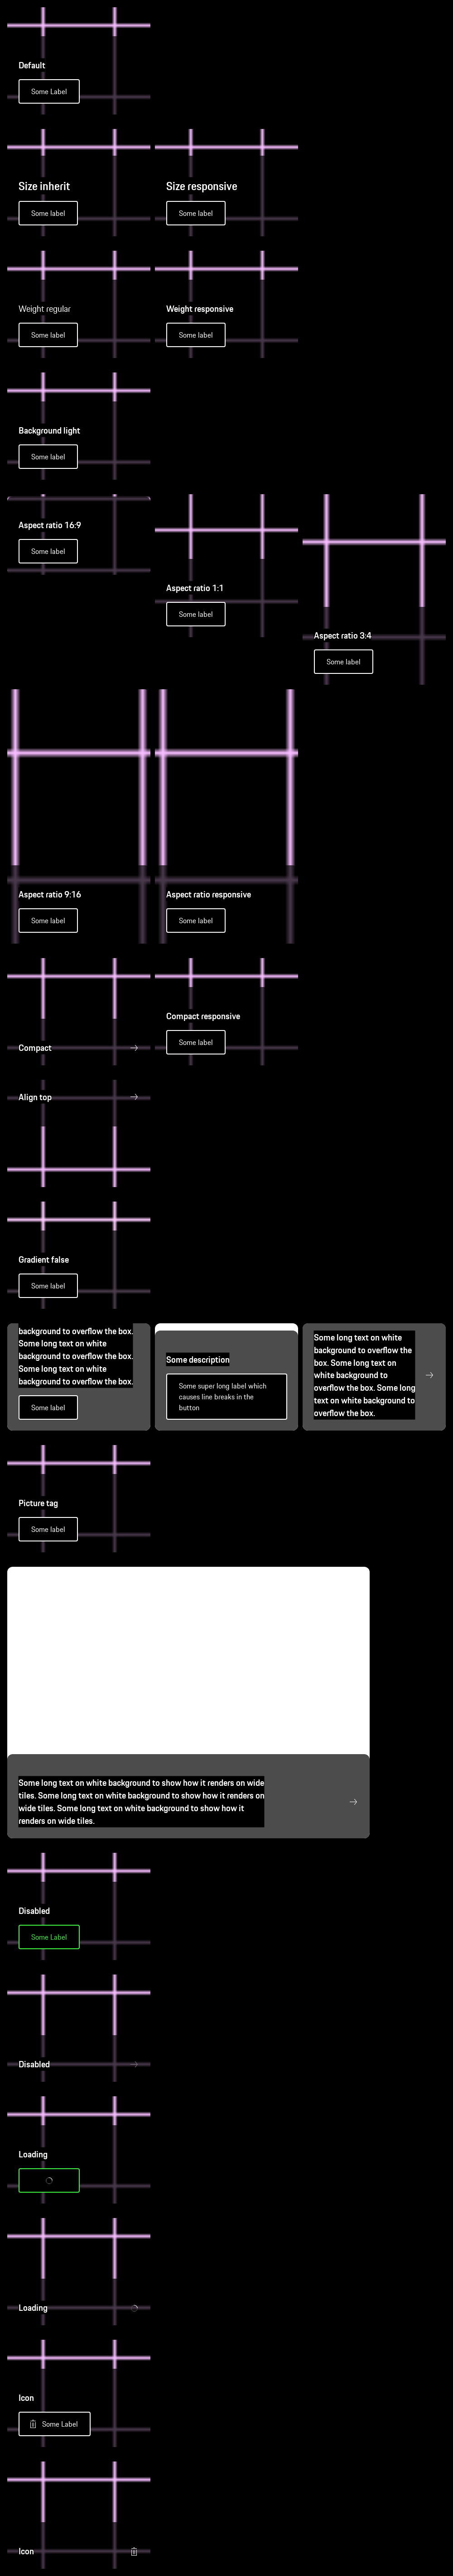 Default
Some Label
Size inherit
Some label
Size responsive
Some label
Weight regular
Some label
Weight responsive
Some label
Background light
Some label
Aspect ratio 16:9
Some label
Aspect ratio 1:1
Some label
Aspect ratio 3:4
Some label
Aspect ratio 9:16
Some label
Aspect ratio responsive
Some label
Compact
Compact responsive
Some label
Align top
Gradient false
Some label
background to overflow the box.
Some long text on white
background to overflow the box.
Some long text on white
background to overflow the box.
Some label
Some description
Some super long label which
causes line breaks in the
button
Some long text on white
background to overflow the
box. Some long text on
white background to
overflow the box. Some long
text on white background to
overflow the box.
Picture tag
Some label
Some long text on white background to show how it renders on wide
tiles. Some long text on white background to show how it renders on
wide tiles. Some long text on white background to show how it
renders on wide tiles.
Disabled
Some Label
Disabled
Loading
Loading
Icon
Some Label
Icon